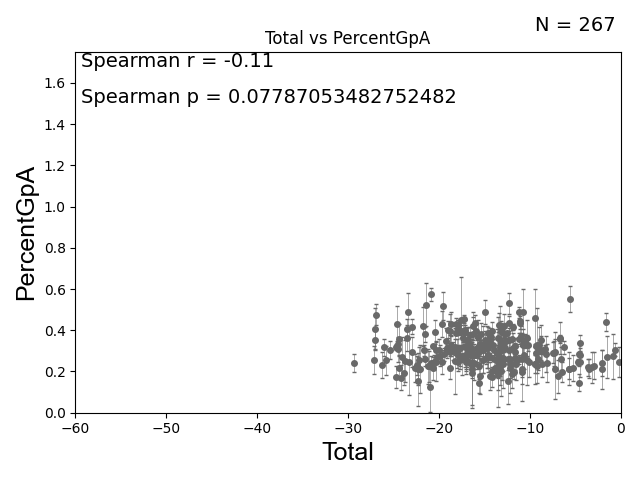 N = 267
Total vs PercentGpA
Spearman r = -0.11
Spearman p = 0.07787053482752482
PercentGpA
1.6
1.4
1.2
1.0
0.8
0.6
0.4
0.2
0.0
−60 −50 −40 −30 −20 −10 0
Total